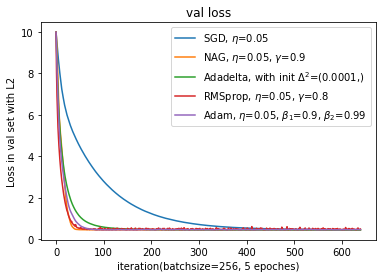 val loss
10
8
6
4
2
0
Loss in val set with L2
SGD, η=0.05
NAG, η=0.05, γ=0.9
Adadelta, with init Δ²=(0.0001,)
RMSprop, η=0.05, γ=0.8
Adam, η=0.05, β₁=0.9, β₂=0.99
0 100 200 300 400 500 600
iteration(batchsize=256, 5 epoches)